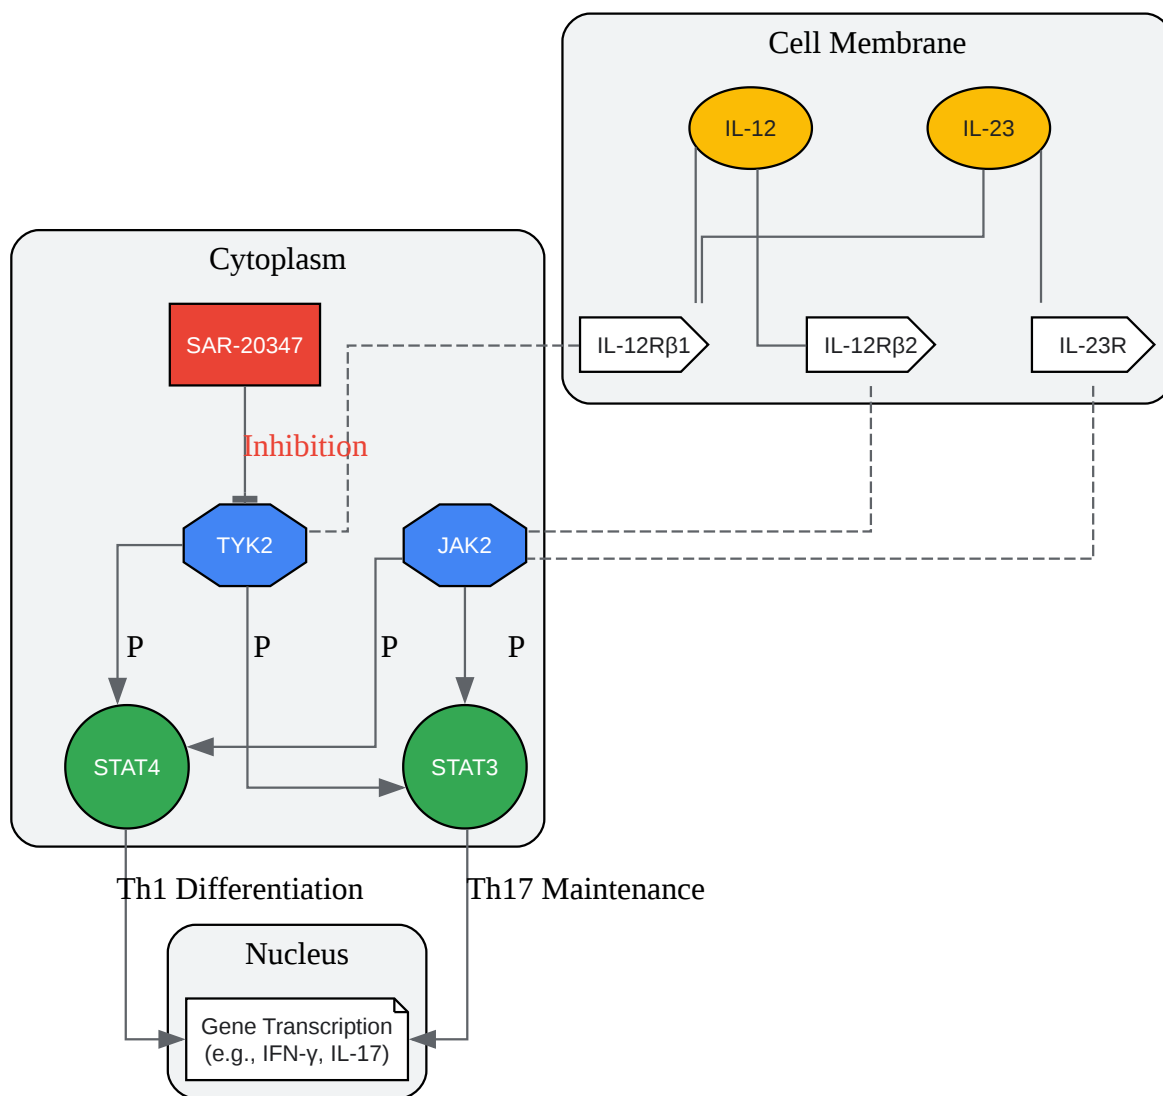 Cell Membrane
IL-12
IL-23
IL-12Rβ1
IL-12Rβ2
IL-23R
Cytoplasm
SAR-20347
Inhibition
TYK2
JAK2
P
P
P
P
STAT4
STAT3
Th1 Differentiation
Th17 Maintenance
Nucleus
Gene Transcription
(e.g., IFN-γ, IL-17)